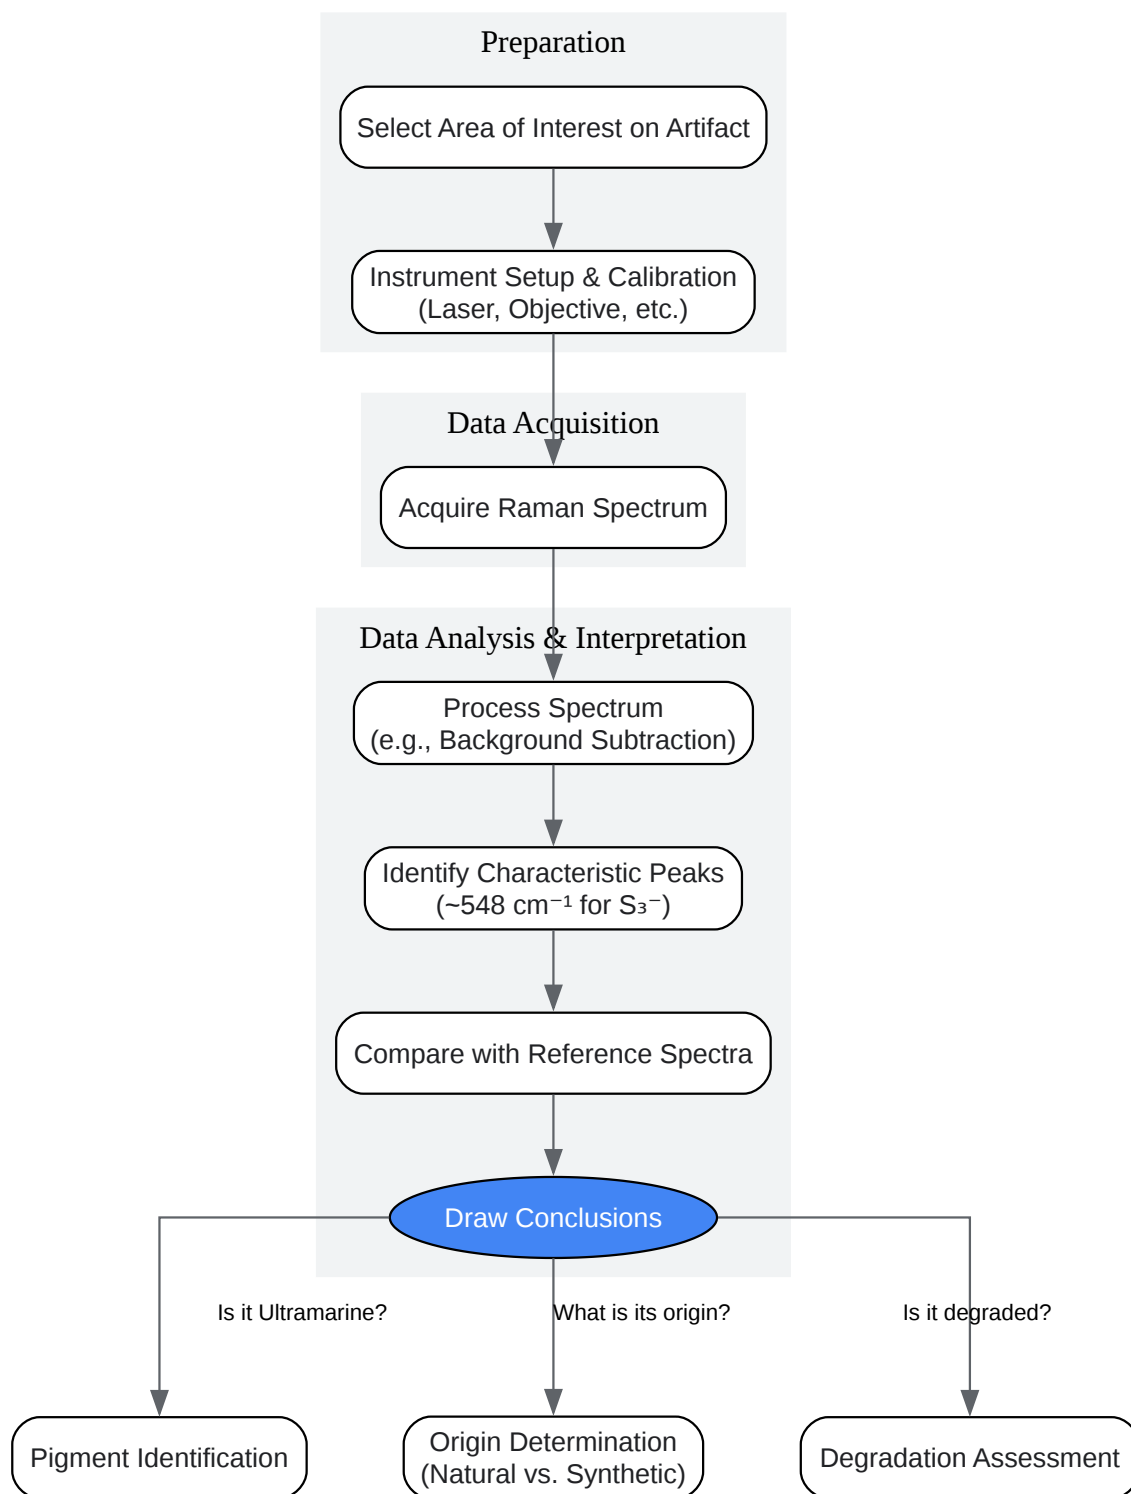 Preparation
Select Area of Interest on Artifact
Instrument Setup & Calibration
(Laser, Objective, etc.)
Data Acquisition
Acquire Raman Spectrum
Data Analysis & Interpretation
Process Spectrum
(e.g., Background Subtraction)
Identify Characteristic Peaks
(~548 cm⁻¹ for S₃⁻)
Compare with Reference Spectra
Draw Conclusions
Is it Ultramarine?
What is its origin?
Is it degraded?
Pigment Identification
Origin Determination
(Natural vs. Synthetic)
Degradation Assessment